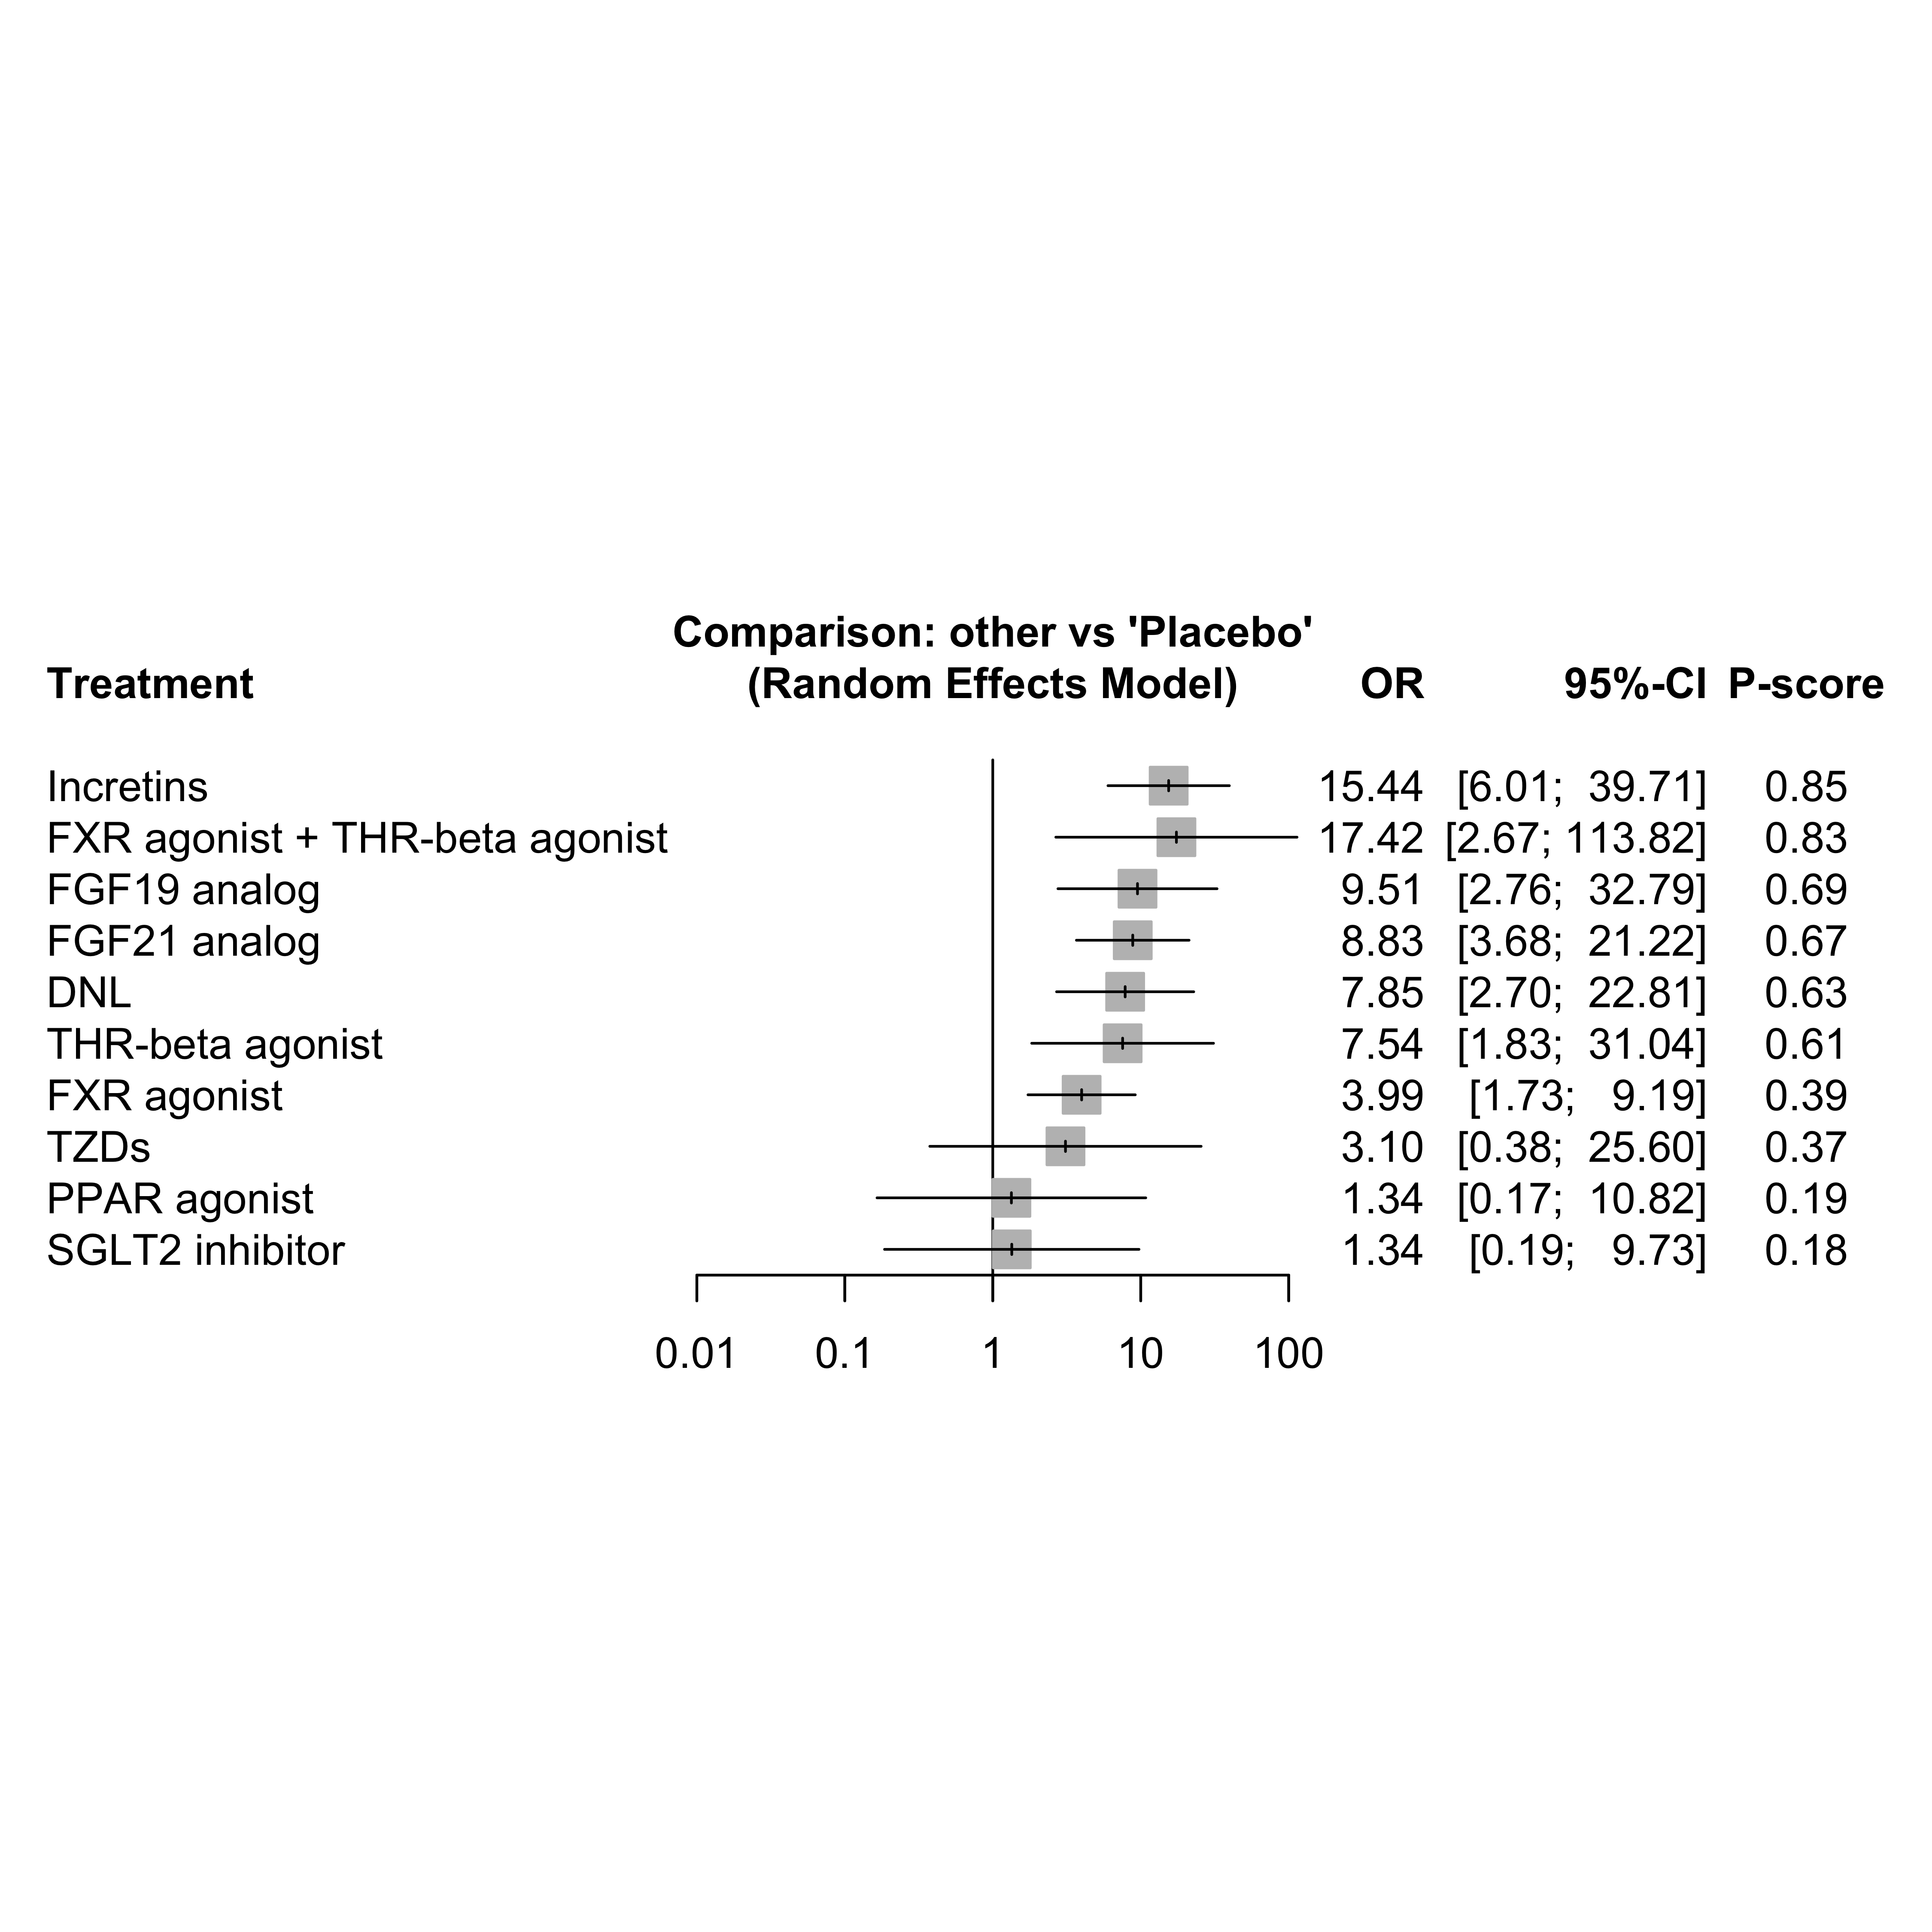 Comparison: other vs 'Placebo'
Treatment (Random Effects Model) OR 95%-CI P-score
Incretins 15.44 [6.01; 39.71] 0.85
FXR agonist + THR-beta agonist 17.42 [2.67; 113.82] 0.83
FGF19 analog 9.51 [2.76; 32.79] 0.69
FGF21 analog 8.83 [3.68; 21.22] 0.67
DNL 7.85 [2.70; 22.81] 0.63
THR-beta agonist 7.54 [1.83; 31.04] 0.61
FXR agonist 3.99 [1.73; 9.19] 0.39
TZDs 3.10 [0.38; 25.60] 0.37
PPAR agonist 1.34 [0.17; 10.82] 0.19
SGLT2 inhibitor 1.34 [0.19; 9.73] 0.18
0.01 0.1 1 10 100